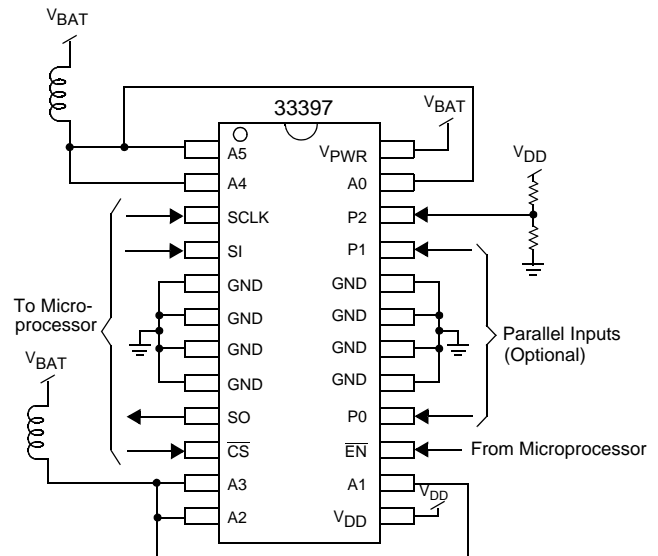 VBAT
33397
VBAT
VDD
A5
VPWR
A4
A0
SCLK
P2
SI
P1
GND
GND
GND
GND
GND
GND
GND
GND
To Micro-
processor
Parallel Inputs
(Optional)
VBAT
SO
P0
CS
EN
From Microprocessor
A3
A1
VDD
A2
VDD